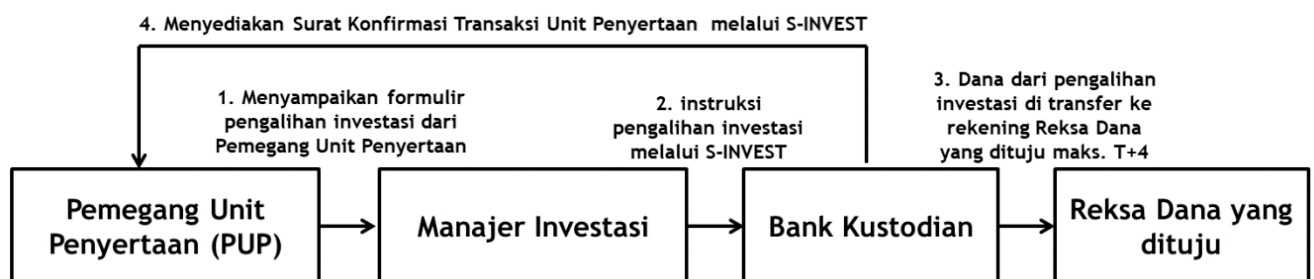 4. Menyediakan Surat Konfirmasi Transaksi Unit Penyertaan melalui S-INVEST
1. Menyampaikan formulir
pengalihan investasi dari
Pemegang Unit Penyertaan
2. instruksi
pengalihan investasi
melalui S-INVEST
3. Dana dari pengalihan
investasi di transfer ke
rekening Reksa Dana
yang dituju maks. T+4
Pemegang Unit
Penyertaan (PUP)
Manajer Investasi
Bank Kustodian
Reksa Dana yang
dituju